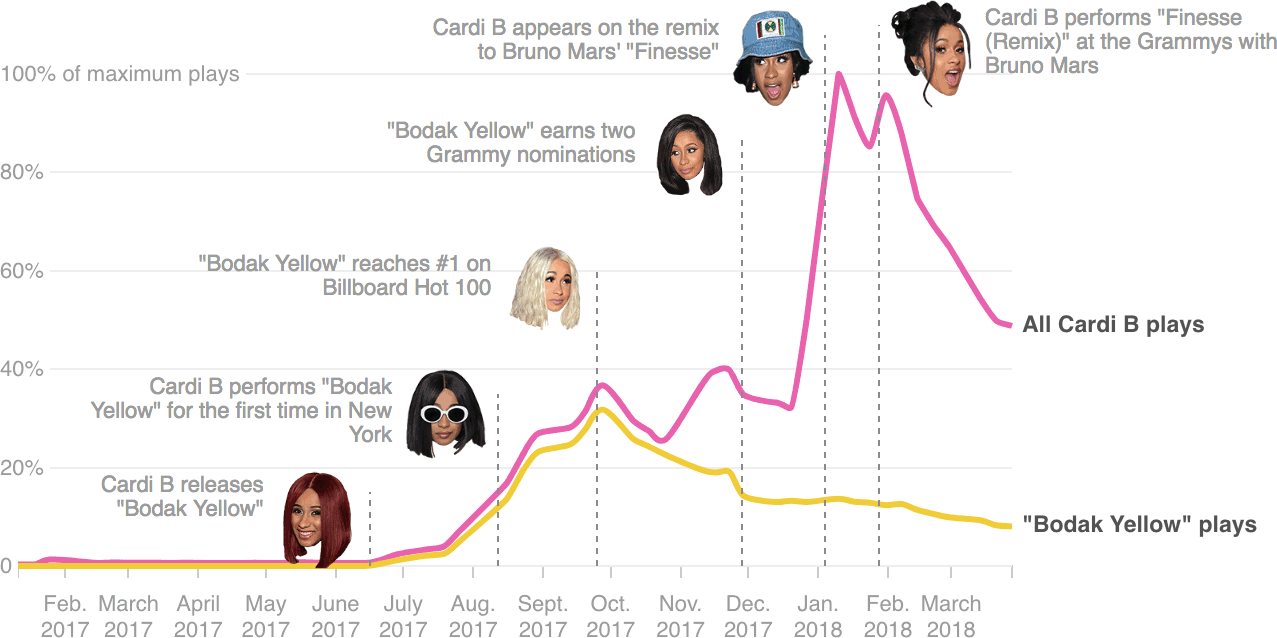 Cardi B appears on the remix
to Bruno Mars' "Finesse"
Cardi B performs "Finesse
(Remix)" at the Grammys with
Bruno Mars
100% of maximum plays
"Bodak Yellow" earns two
Grammy nominations
80%
"Bodak Yellow" reaches #1 on
Billboard Hot 100
60%
All Cardi B plays
40%
Cardi B performs "Bodak
Yellow" for the first time in New
York
20%
Cardi B releases
"Bodak Yellow"
"Bodak Yellow" plays
0
Feb. March April May June July Aug. Sept. Oct. Nov. Dec. Jan. Feb. March
2017 2017 2017 2017 2017 2017 2017 2017 2017 2017 2017 2018 2018 2018